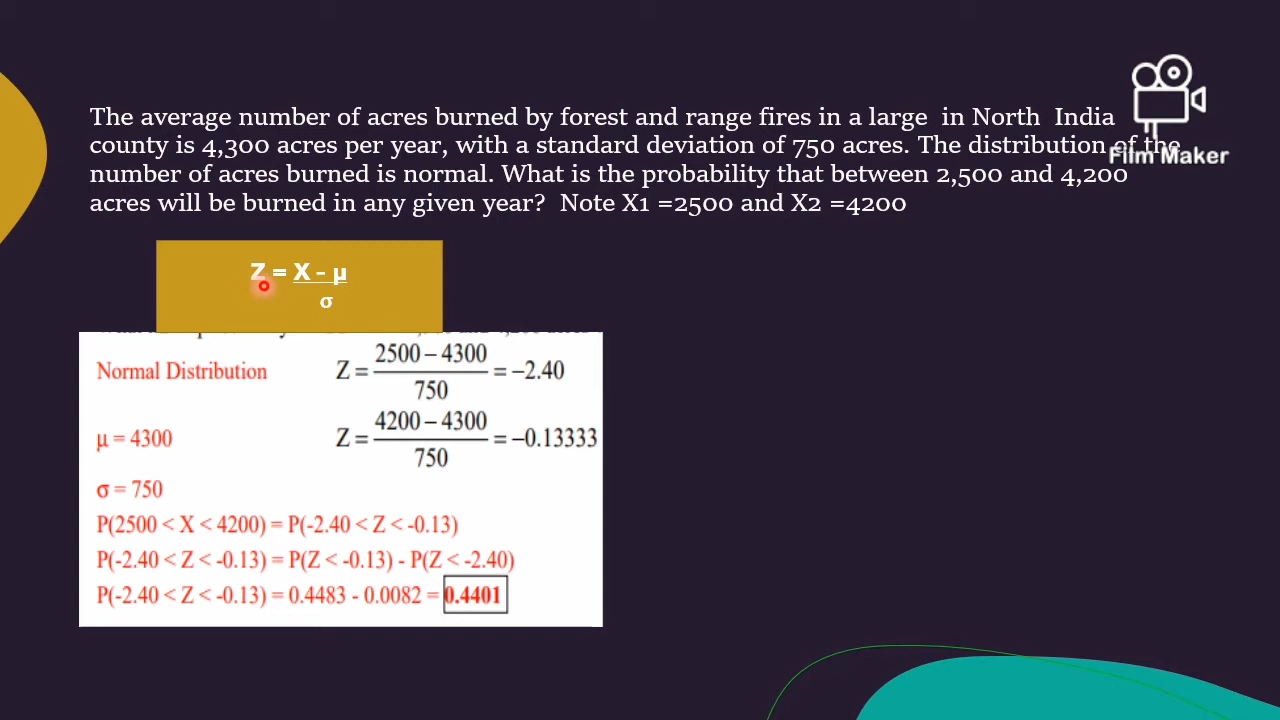 The average number of acres burned by forest and range fires in a large in North India
county is 4,300 acres per year, with a standard deviation of 750 acres. The distribution of the
number of acres burned is normal. What is the probability that between 2,500 and 4,200
acres will be burned in any given year? Note X1 =2500 and X2 =4200
Film Maker
Z = X – μ
σ
Normal Distribution
Z = 2500 – 4300 / 750 = –2.40
μ = 4300
Z = 4200 – 4300 / 750 = –0.13333
σ = 750
P(2500 < X < 4200) = P(-2.40 < Z < -0.13)
P(-2.40 < Z < -0.13) = P(Z < -0.13) - P(Z < -2.40)
P(-2.40 < Z < -0.13) = 0.4483 - 0.0082 = 0.4401